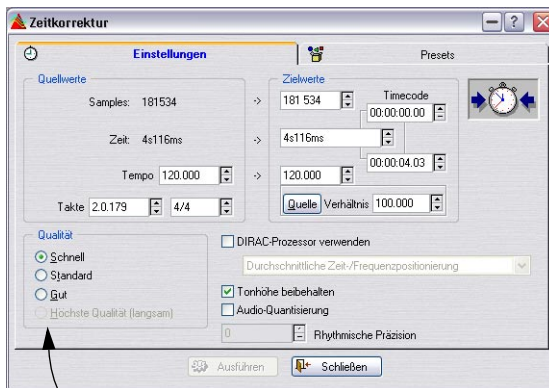 Zeitkorrektur
Einstellungen
Presets
Quellwerte
Samples: 181534
Zeit: 4s116ms
Tempo 120.000
Takte 2.0.179 4/4
->
->
->
Zielwerte
181 534
Timecode
00:00:00.00
4s116ms
00:00:04.03
120.000
Quelle Verhältnis 100.000
Qualität
Schnell
Standard
Gut
Höchste Qualität (langsam)
DIRAC-Prozessor verwenden
Durchschnittliche Zeit-/Frequenzpositionierung
Tonhöhe beibehalten
Audio-Quantisierung
0 Rhythmische Präzision
Ausführen
Schließen